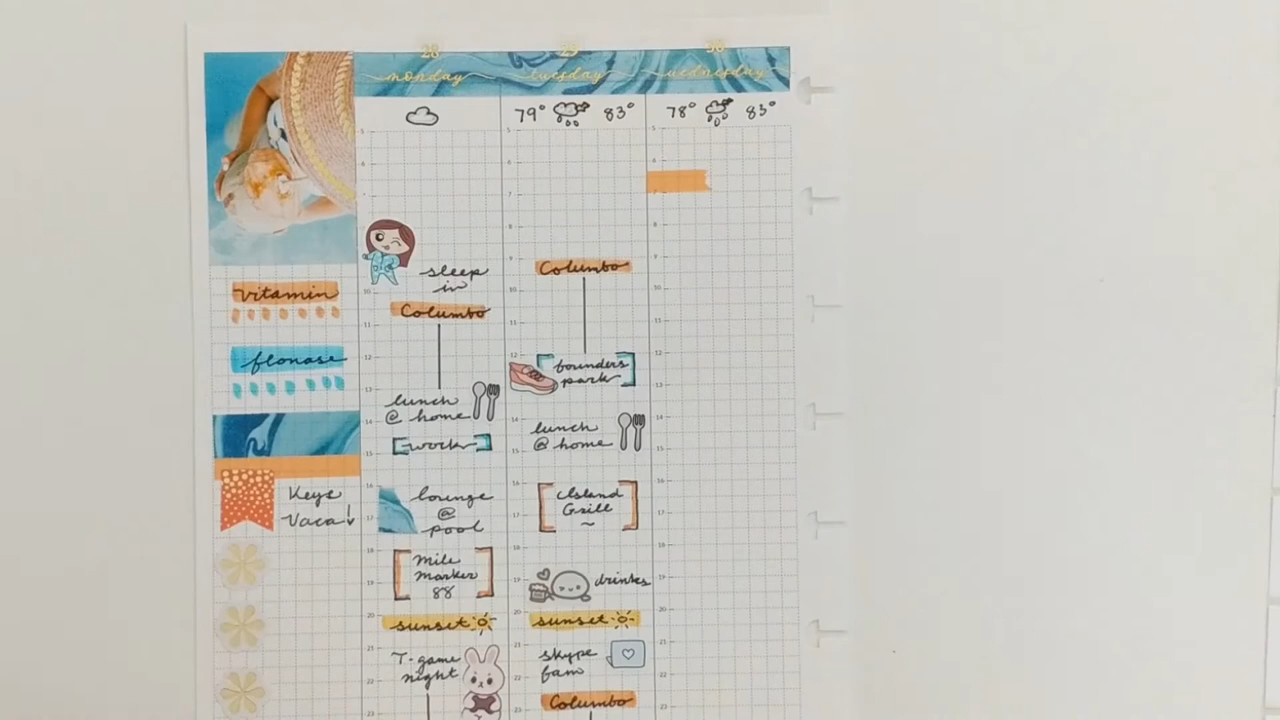 28
monday
29
tuesday
30
wednesday
79° 83°
78° 83°
vitamin
flonase
Keys
Vaca!
sleep
in
Columbo
lunch
@ home
work
lounge
@
pool
Mile
Marker
88
sunset
T-game
night
Columbo
founders
park
lunch
@ home
Island
Grill
~
drinks
sunset
skype
fam
Columbo